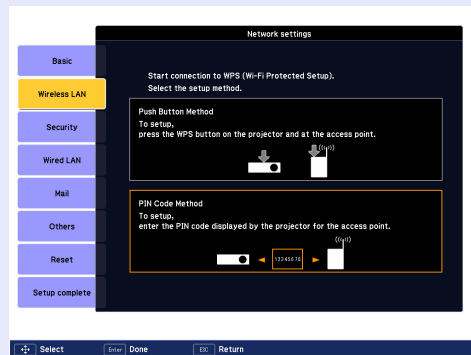 Network settings
Basic
Wireless LAN
Security
Wired LAN
Mail
Others
Reset
Setup complete
Start connection to WPS (Wi-Fi Protected Setup).
Select the setup method.
Push Button Method
To setup,
press the WPS button on the projector and at the access point.
PIN Code Method
To setup,
enter the PIN code displayed by the projector for the access point.
12345678
Select Enter Done ESC Return